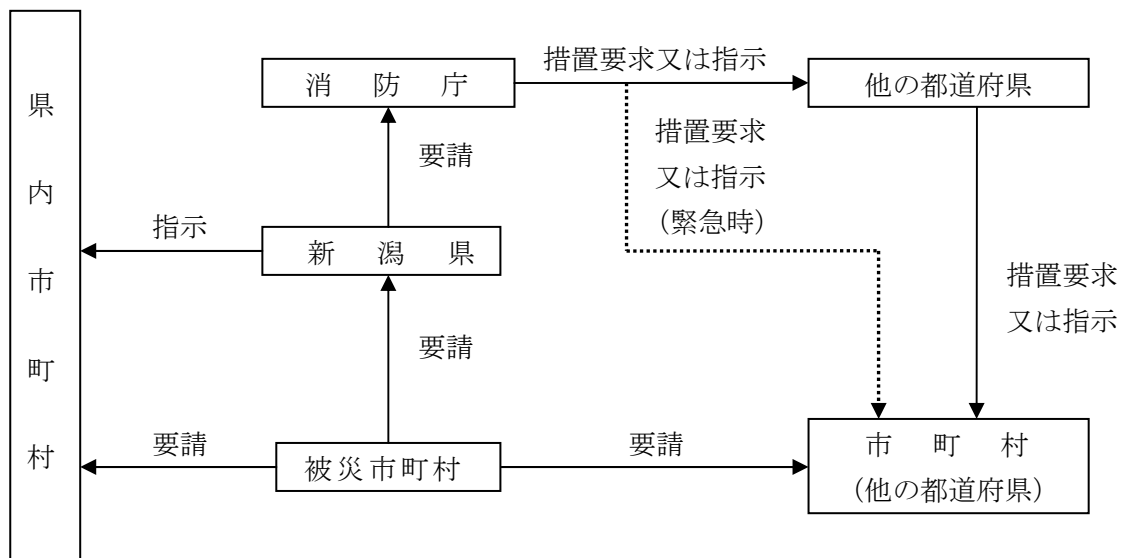 県内市町村
消防庁
措置要求又は指示
他の都道府県
要請
措置要求
又は指示
(緊急時)
指示
新潟県
措置要求
又は指示
要請
要請
被災市町村
要請
市町村
(他の都道府県)